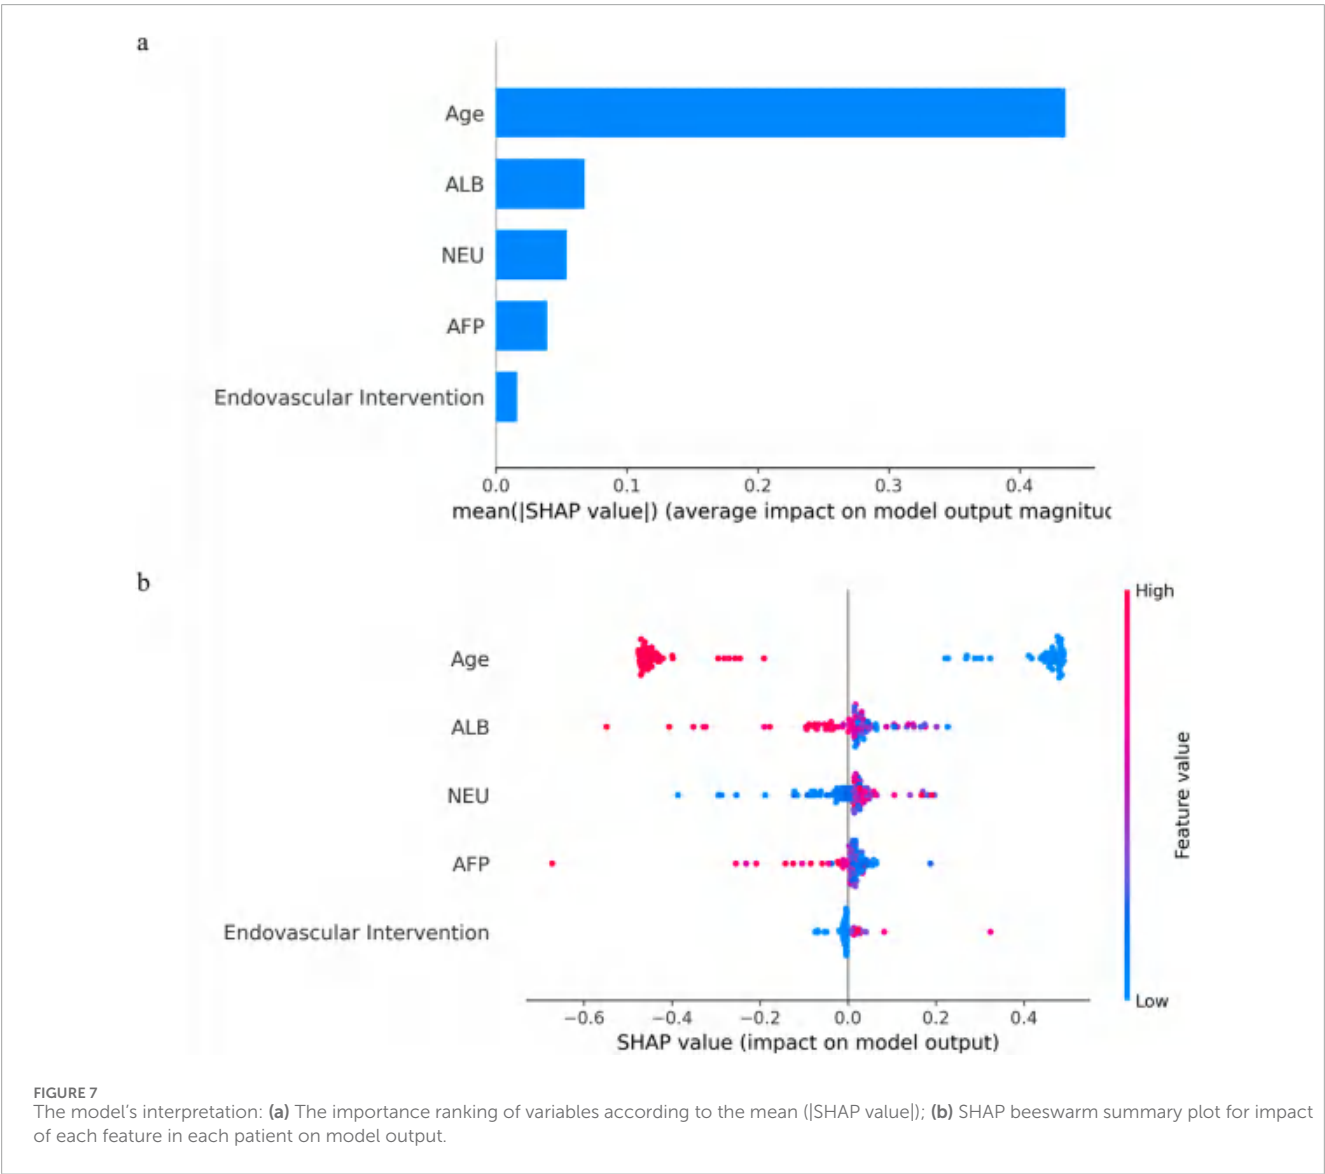 a
Age
ALB
NEU
AFP
Endovascular Intervention
0.0 0.1 0.2 0.3 0.4
mean(|SHAP value|) (average impact on model output magnituc
b
High
Age
ALB
NEU
AFP
Endovascular Intervention
Feature value
Low
−0.6 −0.4 −0.2 0.0 0.2 0.4
SHAP value (impact on model output)
FIGURE 7
The model's interpretation: (a) The importance ranking of variables according to the mean (|SHAP value|); (b) SHAP beeswarm summary plot for impact
of each feature in each patient on model output.